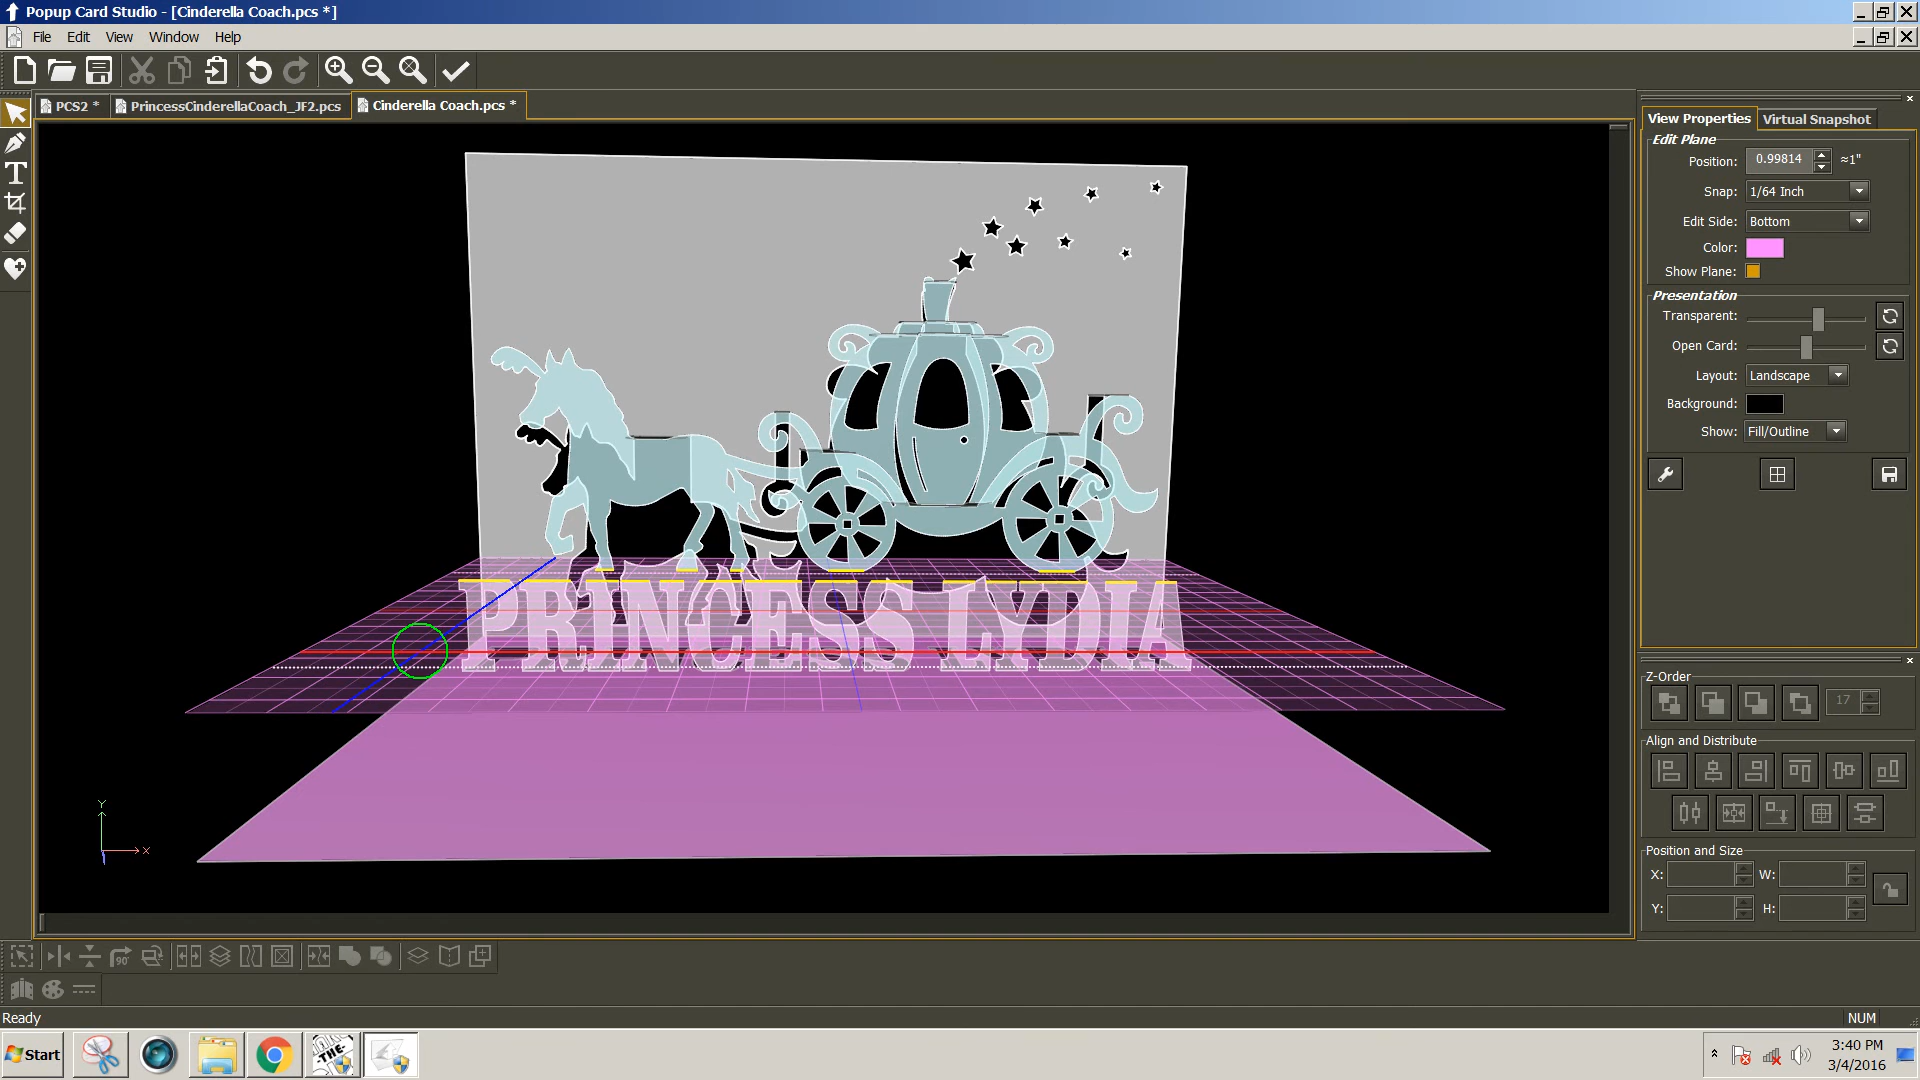 Popup Card Studio - [Cinderella Coach.pcs *]
File Edit View Window Help
PCS2 * PrincessCinderellaCoach_JF2.pcs Cinderella Coach.pcs *
View Properties Virtual Snapshot
Edit Plane
Position: 0.99814 ≈1"
Snap: 1/64 Inch
Edit Side: Bottom
Color:
Show Plane:
Presentation
Transparent:
Open Card:
Layout: Landscape
Background:
Show: Fill/Outline
PRINCESS LYDIA
Z-Order
17
Align and Distribute
Position and Size
X: W:
Y: H:
Y
X
90°
Ready NUM
Start
-THE-
3:40 PM
3/4/2016